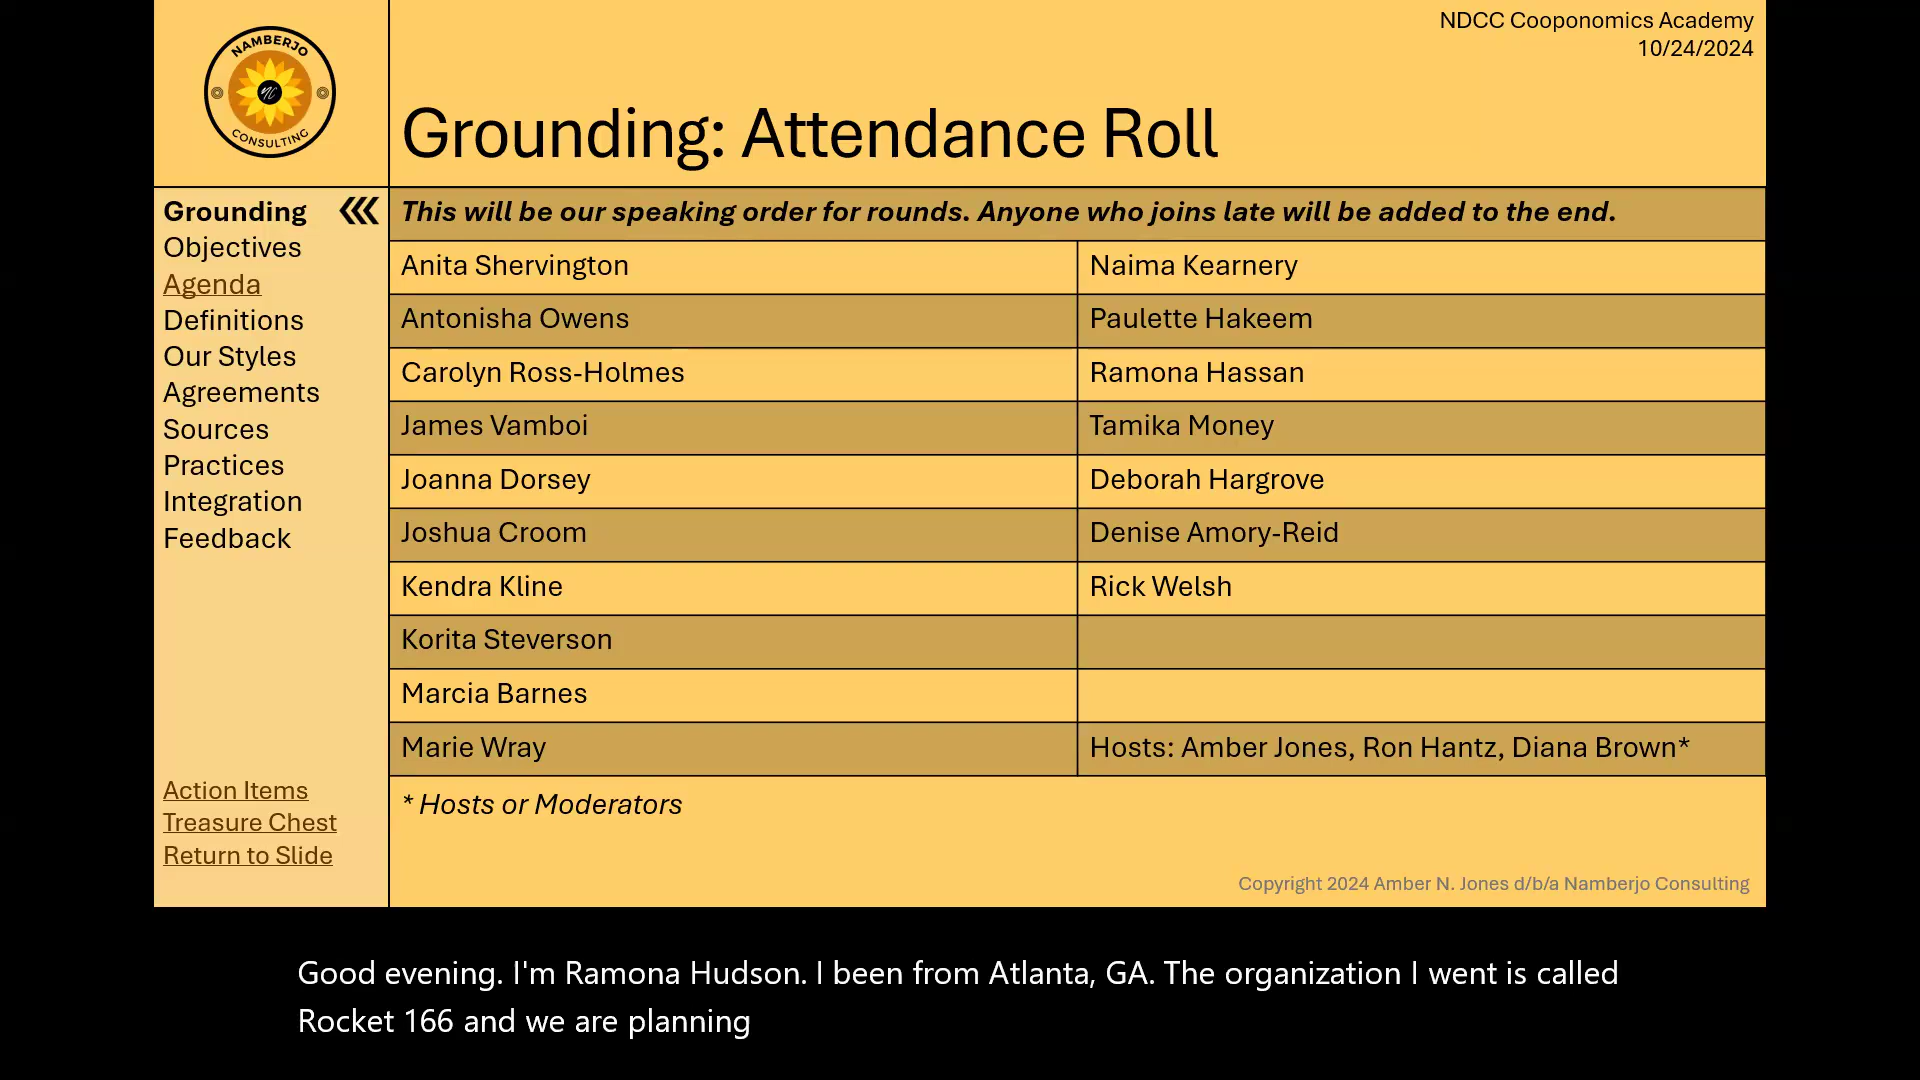 NAMBERJO
CONSULTING
NDCC Cooponomics Academy
10/24/2024
Grounding: Attendance Roll
Grounding
Objectives
Agenda
Definitions
Our Styles
Agreements
Sources
Practices
Integration
Feedback
Action Items
Treasure Chest
Return to Slide
This will be our speaking order for rounds. Anyone who joins late will be added to the end.
Anita Shervington
Naima Kearnery
Antonisha Owens
Paulette Hakeem
Carolyn Ross-Holmes
Ramona Hassan
James Vamboi
Tamika Money
Joanna Dorsey
Deborah Hargrove
Joshua Croom
Denise Amory-Reid
Kendra Kline
Rick Welsh
Korita Steverson
Marcia Barnes
Marie Wray
Hosts: Amber Jones, Ron Hantz, Diana Brown*
* Hosts or Moderators
Copyright 2024 Amber N. Jones d/b/a Namberjo Consulting
Good evening. I'm Ramona Hudson. I been from Atlanta, GA. The organization I went is called
Rocket 166 and we are planning